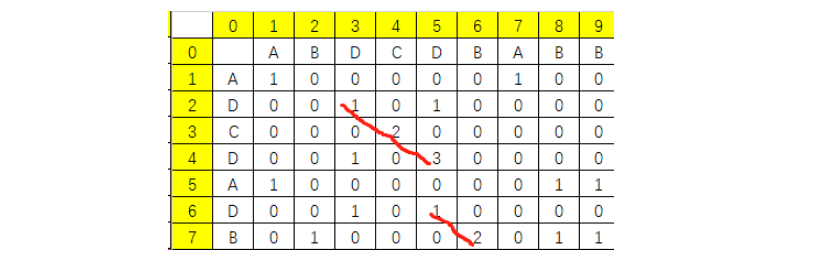 0 1 2 3 4 5 6 7 8 9
0 A B D C D B A B B
1 A 1 0 0 0 0 0 1 0 0
2 D 0 0 1 0 1 0 0 0 0
3 C 0 0 0 2 0 0 0 0 0
4 D 0 0 1 0 3 0 0 0 0
5 A 1 0 0 0 0 0 0 1 1
6 D 0 0 1 0 1 0 0 0 0
7 B 0 1 0 0 0 2 0 1 1